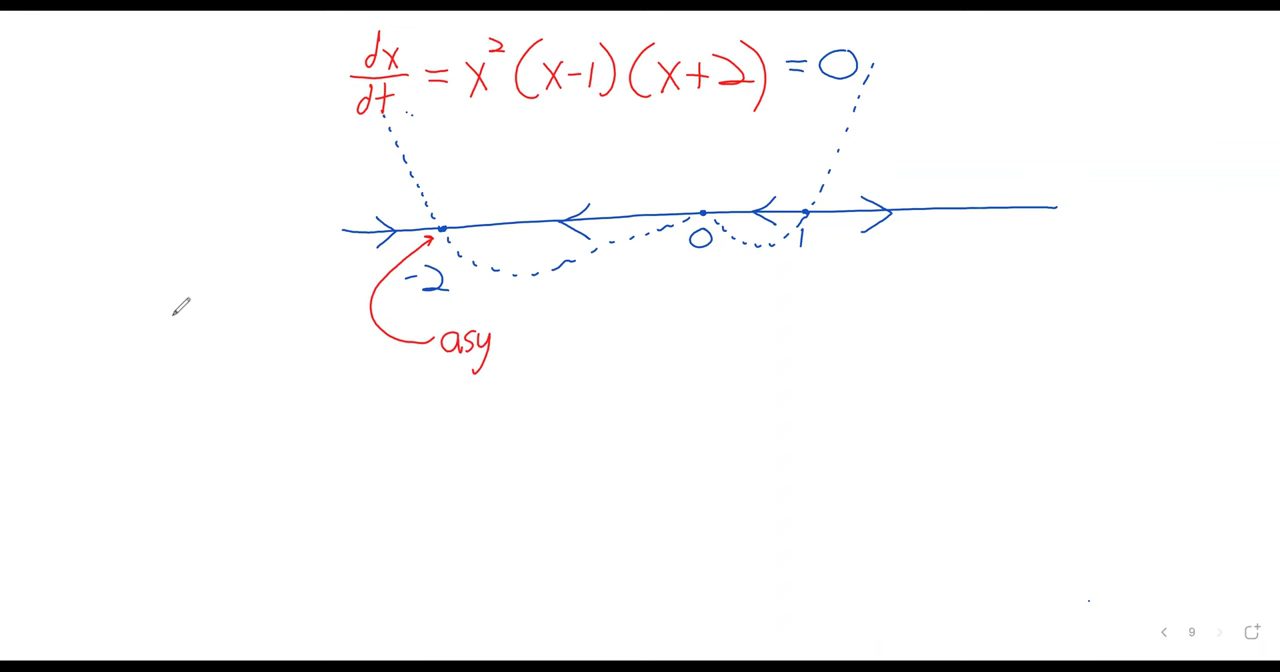 dx/dt = x²(x-1)(x+2) = 0
0 1
-2
asy
9